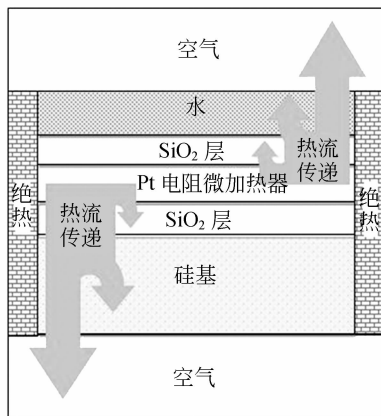 空气
水
SiO₂ 层
热流
传递
Pt 电阻微加热器
绝热
热流
传递
SiO₂ 层
绝热
硅基
空气